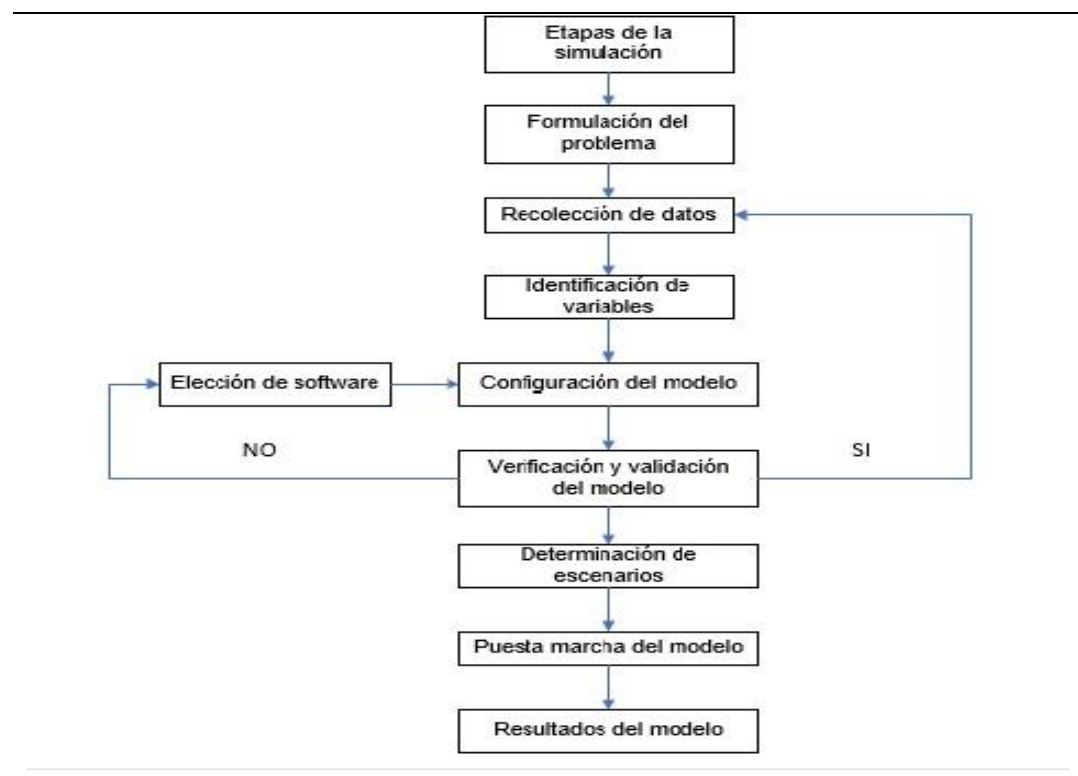 Etapas de la
simulación
Formulación del
problema
Recolección de datos
Identificación de
variables
Elección de software
Configuración del modelo
NO
SI
Verificación y validación
del modelo
Determinación de
escenarios
Puesta marcha del modelo
Resultados del modelo